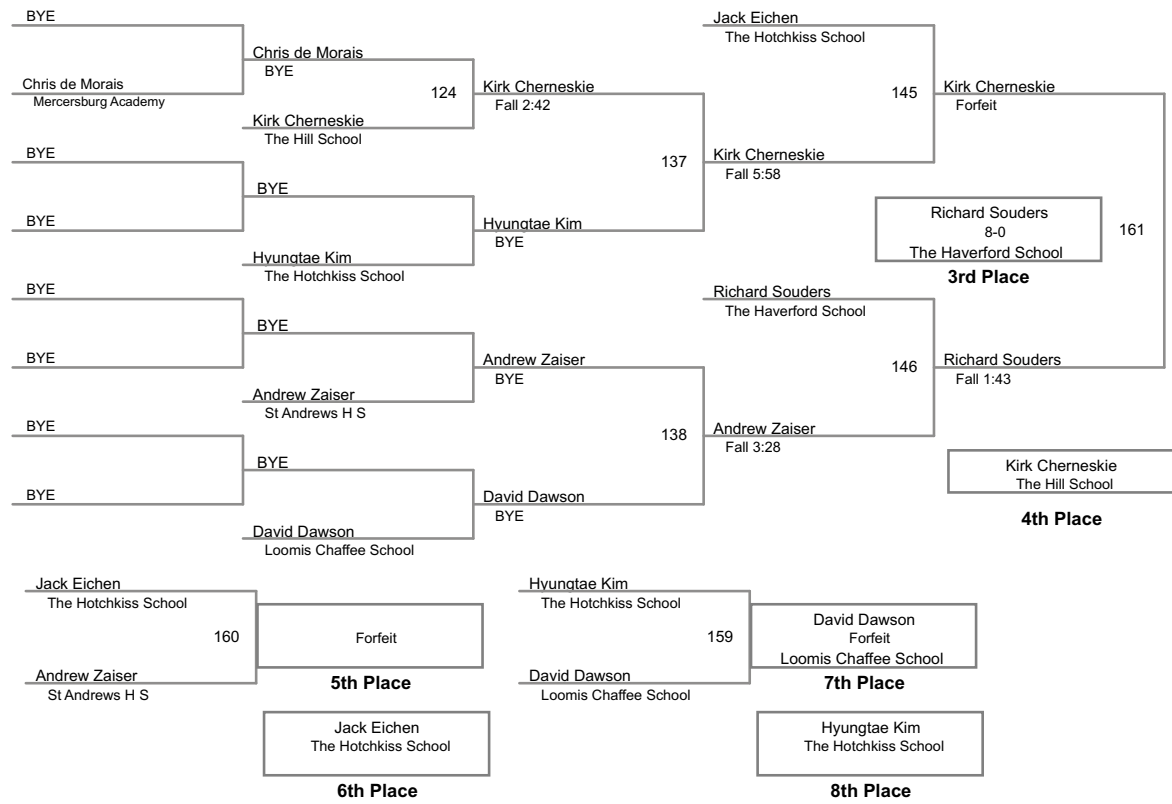 BYE
Chris de Morais
Mercersburg Academy
BYE
BYE
BYE
BYE
BYE
BYE
Chris de Morais
BYE
124
Kirk Cherneskie
The Hill School
BYE
Hyungtae Kim
The Hotchkiss School
BYE
Andrew Zaiser
St Andrews H S
BYE
David Dawson
Loomis Chaffee School
Kirk Cherneskie
Fall 2:42
137
Hyungtae Kim
BYE
Andrew Zaiser
BYE
138
David Dawson
BYE
Jack Eichen
The Hotchkiss School
145
Kirk Cherneskie
Fall 5:58
Richard Souders
The Haverford School
146
Andrew Zaiser
Fall 3:28
Kirk Cherneskie
Forfeit
161
Richard Souders
8-0
The Haverford School
3rd Place
Richard Souders
Fall 1:43
Kirk Cherneskie
The Hill School
4th Place
Jack Eichen
The Hotchkiss School
160
Andrew Zaiser
St Andrews H S
Forfeit
5th Place
Jack Eichen
The Hotchkiss School
6th Place
Hyungtae Kim
The Hotchkiss School
159
David Dawson
Loomis Chaffee School
David Dawson
Forfeit
Loomis Chaffee School
7th Place
Hyungtae Kim
The Hotchkiss School
8th Place